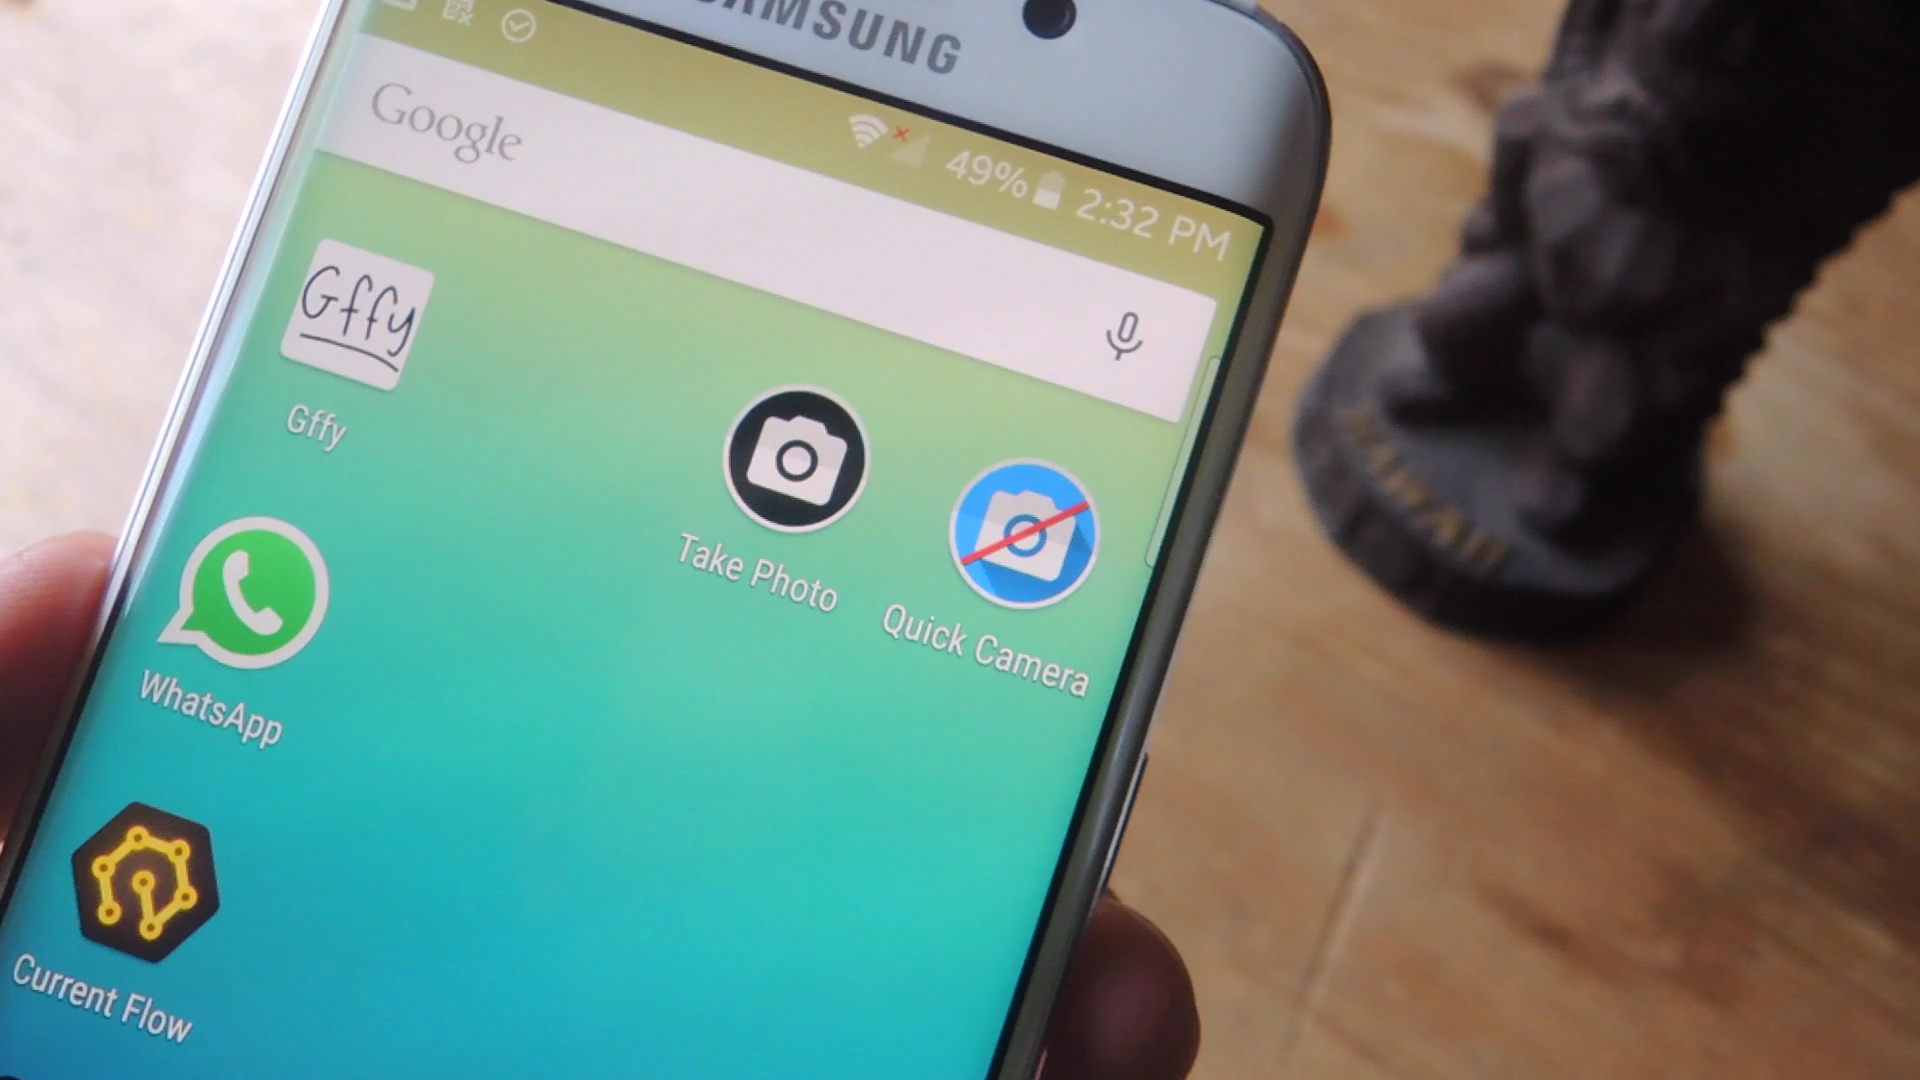 SAMSUNG
49% 2:32 PM
Google
Gffy
Gffy
Take Photo
Quick Camera
WhatsApp
Current Flow